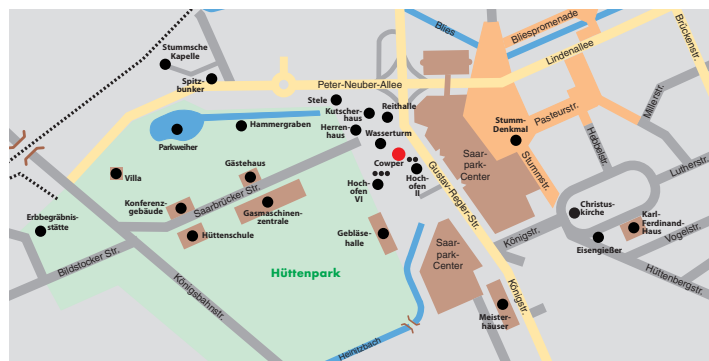 Bliespromenade
Blies
Brückenstr.
Lindenallee
Stummsche
Kapelle
Spitz-
bunker
Peter-Neuber-Allee
Stele
Kutscher-
haus
Reithalle
Herren-
haus
Hammergraben
Parkweiher
Wasserturm
Stumm-
Denkmal
Pasteurstr.
Millerstr.
Hebbelstr.
Lutherstr.
Gästehaus
Villa
Cowper
Hoch-
ofen
VI
Hoch-
ofen
II
Saar-
park-
Center
Stummstr.
Saarbrücker Str.
Konferenz-
gebäude
Gasmaschinen-
zentrale
Gustav-Regler-Str.
Christus-
kirche
Karl-
Ferdinand-
Haus
Erbbegräbnis-
stätte
Hüttenschule
Gebläse-
halle
Saar-
park-
Center
Königstr.
Eisengießer
Vogelstr.
Bildstocker Str.
Hüttenpark
Hüttenbergstr.
Königsbahnstr.
Königstr.
Meister-
häuser
Heinitzbach